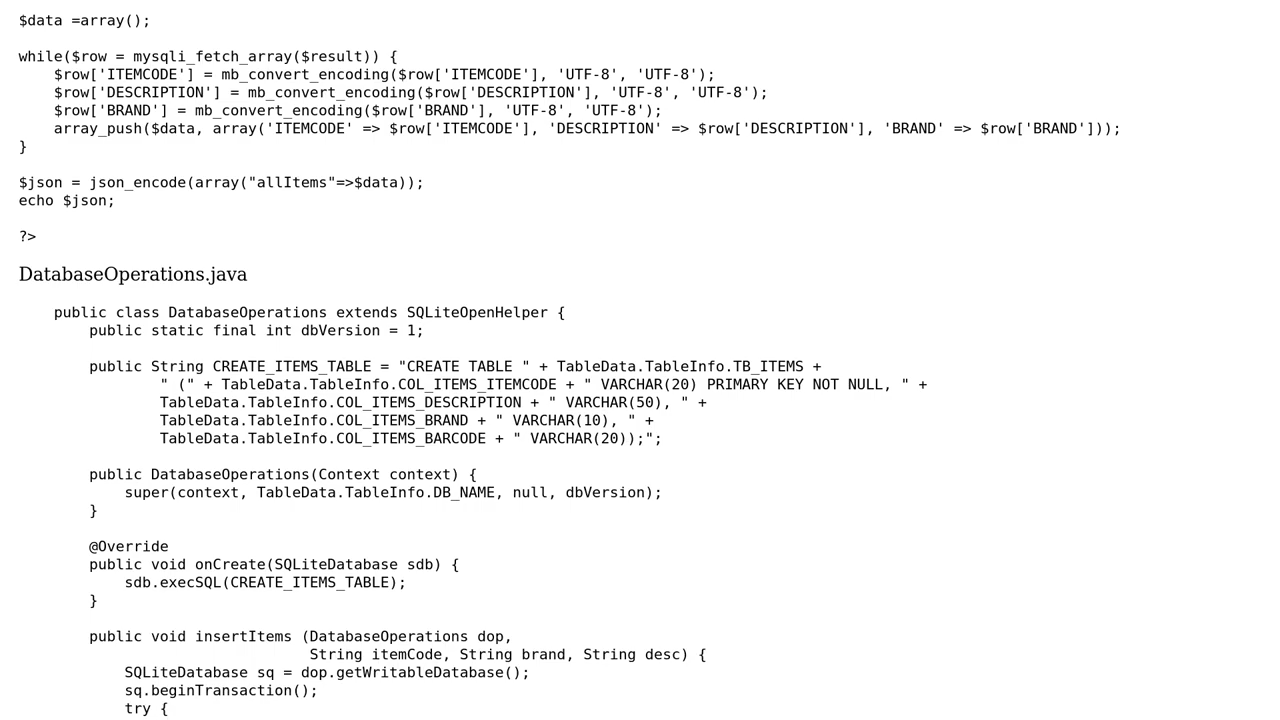 $data =array();
while($row = mysqli_fetch_array($result)) {
    $row['ITEMCODE'] = mb_convert_encoding($row['ITEMCODE'], 'UTF-8', 'UTF-8');
    $row['DESCRIPTION'] = mb_convert_encoding($row['DESCRIPTION'], 'UTF-8', 'UTF-8');
    $row['BRAND'] = mb_convert_encoding($row['BRAND'], 'UTF-8', 'UTF-8');
    array_push($data, array('ITEMCODE' => $row['ITEMCODE'], 'DESCRIPTION' => $row['DESCRIPTION'], 'BRAND' => $row['BRAND']));
}
$json = json_encode(array("allItems"=>$data));
echo $json;
?>
DatabaseOperations.java
    public class DatabaseOperations extends SQLiteOpenHelper {
        public static final int dbVersion = 1;
        public String CREATE_ITEMS_TABLE = "CREATE TABLE " + TableData.TableInfo.TB_ITEMS +
                " (" + TableData.TableInfo.COL_ITEMS_ITEMCODE + " VARCHAR(20) PRIMARY KEY NOT NULL, " +
                TableData.TableInfo.COL_ITEMS_DESCRIPTION + " VARCHAR(50), " +
                TableData.TableInfo.COL_ITEMS_BRAND + " VARCHAR(10), " +
                TableData.TableInfo.COL_ITEMS_BARCODE + " VARCHAR(20));";
        public DatabaseOperations(Context context) {
            super(context, TableData.TableInfo.DB_NAME, null, dbVersion);
        }
        @Override
        public void onCreate(SQLiteDatabase sdb) {
            sdb.execSQL(CREATE_ITEMS_TABLE);
        }
        public void insertItems (DatabaseOperations dop,
                                 String itemCode, String brand, String desc) {
            SQLiteDatabase sq = dop.getWritableDatabase();
            sq.beginTransaction();
            try {